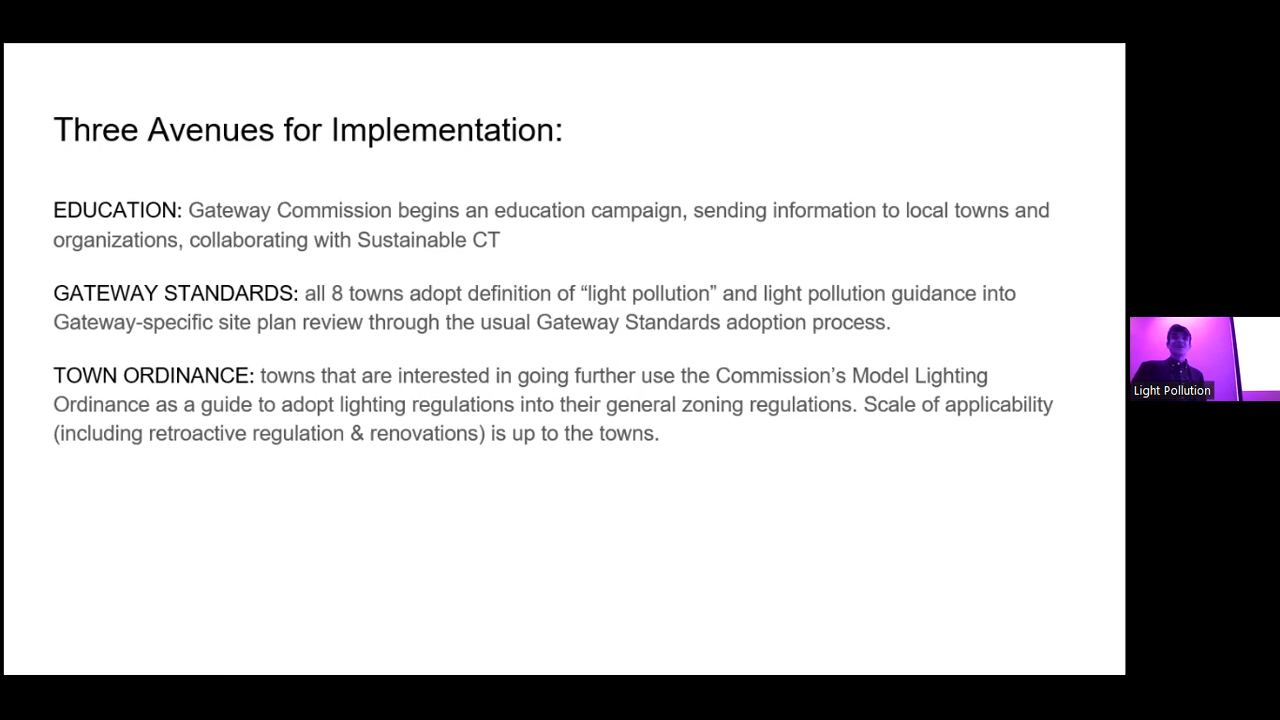 Three Avenues for Implementation:
EDUCATION: Gateway Commission begins an education campaign, sending information to local towns and
organizations, collaborating with Sustainable CT
GATEWAY STANDARDS: all 8 towns adopt definition of “light pollution” and light pollution guidance into
Gateway-specific site plan review through the usual Gateway Standards adoption process.
TOWN ORDINANCE: towns that are interested in going further use the Commission’s Model Lighting
Ordinance as a guide to adopt lighting regulations into their general zoning regulations. Scale of applicability
(including retroactive regulation & renovations) is up to the towns.
Light Pollution